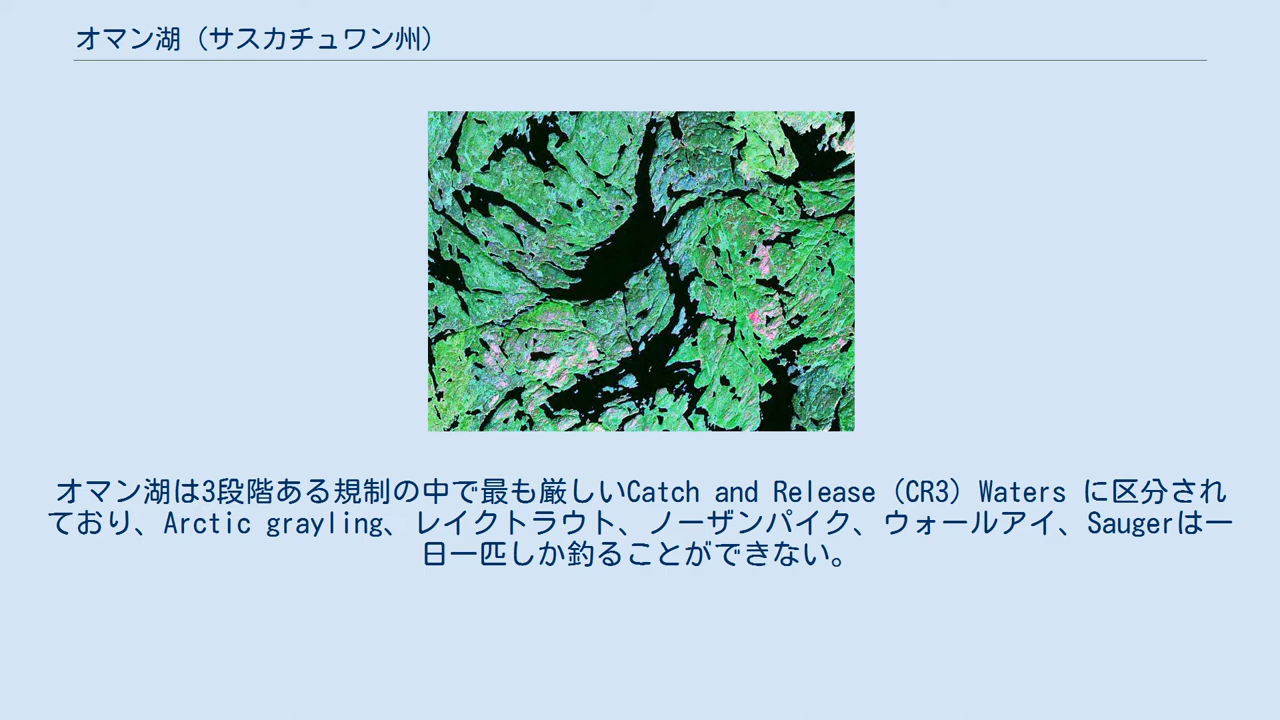 オマン湖（サスカチュワン州）
オマン湖は3段階ある規制の中で最も厳しいCatch and Release（CR3）Waters に区分され
ており、Arctic grayling、レイクトラウト、ノーザンパイク、ウォールアイ、Saugerは一
日一匹しか釣ることができない。